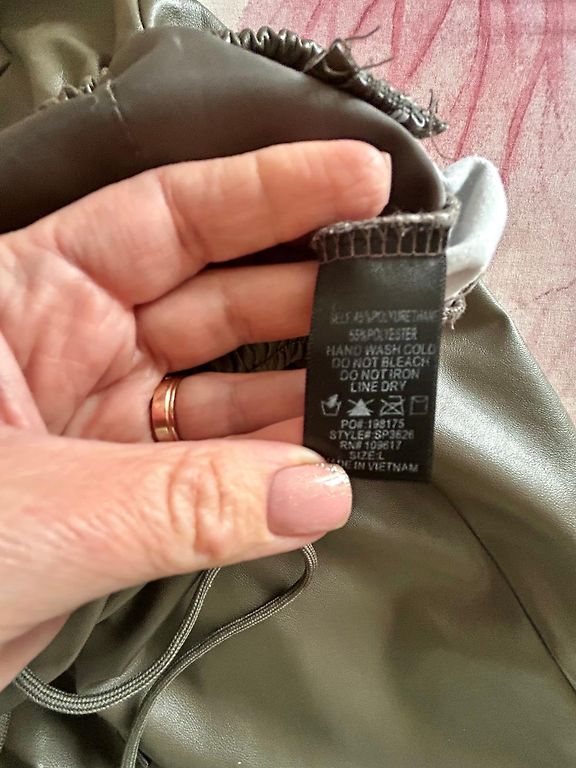 SELF: 45%POLYURETHANE
55%POLYESTER
HAND WASH COLD
DO NOT BLEACH
DO NOT IRON
LINE DRY
PO#:198175
STYLE#:SP3626
RN# 109617
SIZE:L
MADE IN VIETNAM